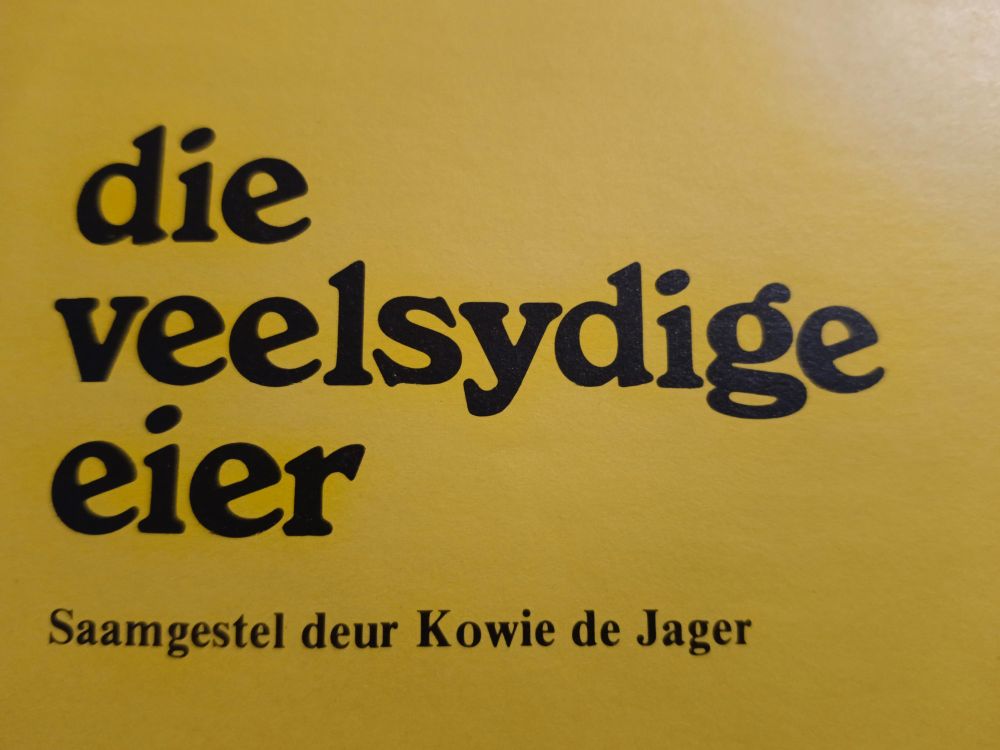 die
veelsydige
eier
Saamgestel deur Kowie de Jager